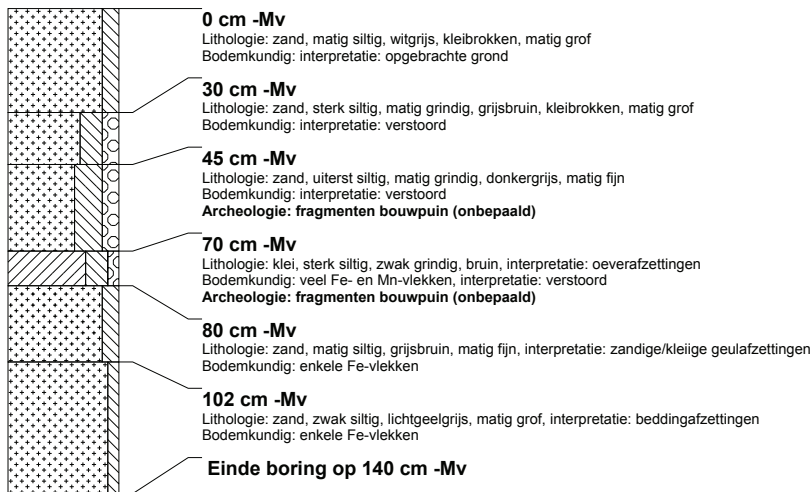 0 cm -Mv
Lithologie: zand, matig siltig, witgrijs, kleibrokken, matig grof
Bodemkundig: interpretatie: opgebrachte grond
30 cm -Mv
Lithologie: zand, sterk siltig, matig grindig, grijsbruin, kleibrokken, matig grof
Bodemkundig: interpretatie: verstoord
45 cm -Mv
Lithologie: zand, uiterst siltig, matig grindig, donkergrijs, matig fijn
Bodemkundig: interpretatie: verstoord
Archeologie: fragmenten bouwpuin (onbepaald)
70 cm -Mv
Lithologie: klei, sterk siltig, zwak grindig, bruin, interpretatie: oeverafzettingen
Bodemkundig: veel Fe- en Mn-vlekken, interpretatie: verstoord
Archeologie: fragmenten bouwpuin (onbepaald)
80 cm -Mv
Lithologie: zand, matig siltig, grijsbruin, matig fijn, interpretatie: zandige/kleiige geulafzettingen
Bodemkundig: enkele Fe-vlekken
102 cm -Mv
Lithologie: zand, zwak siltig, lichtgeelgrijs, matig grof, interpretatie: beddingafzettingen
Bodemkundig: enkele Fe-vlekken
Einde boring op 140 cm -Mv